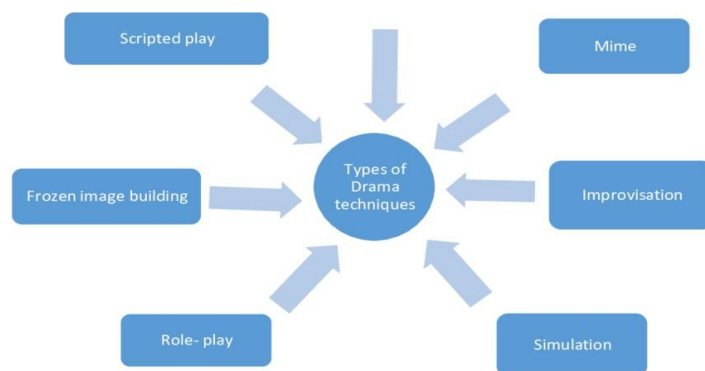 Scripted play
Mime
Types of
Drama
techniques
Frozen image building
Improvisation
Role- play
Simulation